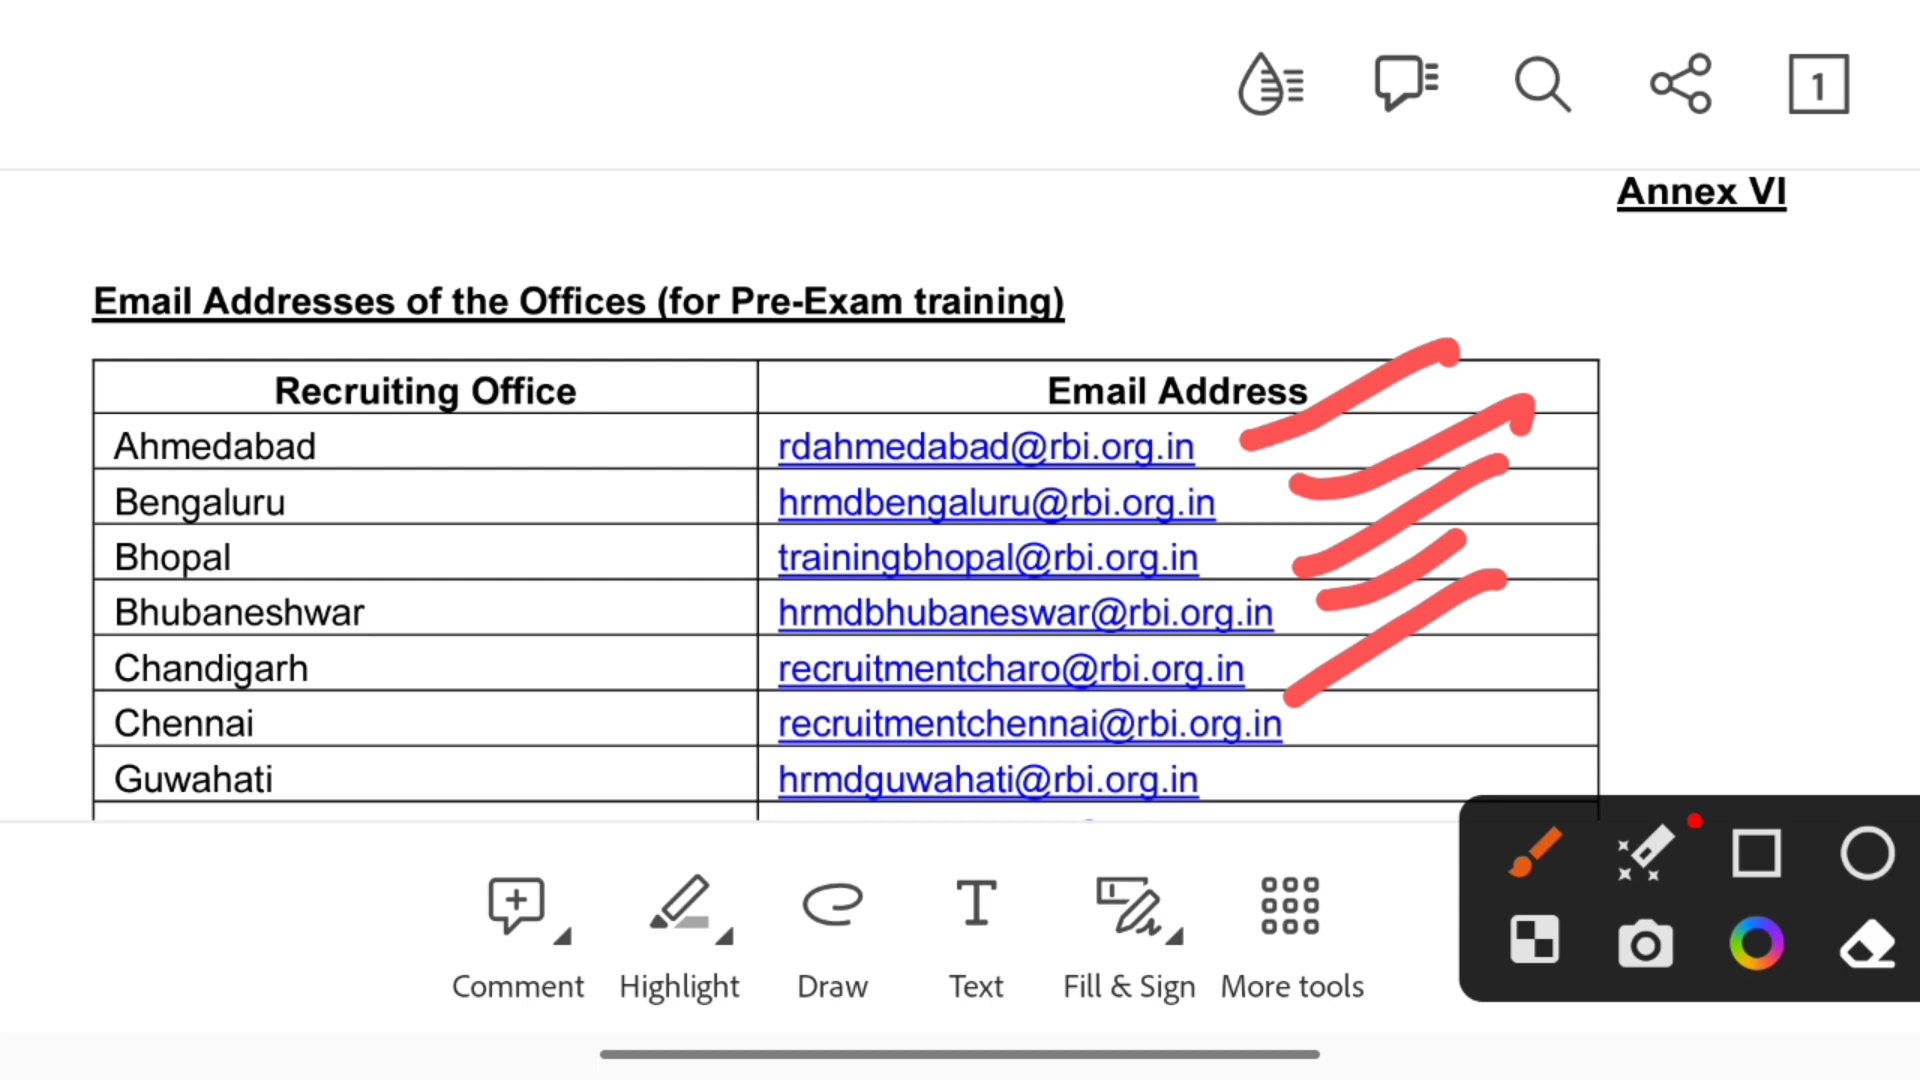 1
Annex VI
Email Addresses of the Offices (for Pre-Exam training)
Recruiting Office Email Address
Ahmedabad rdahmedabad@rbi.org.in
Bengaluru hrmdbengaluru@rbi.org.in
Bhopal trainingbhopal@rbi.org.in
Bhubaneshwar hrmdbhubaneswar@rbi.org.in
Chandigarh recruitmentcharo@rbi.org.in
Chennai recruitmentchennai@rbi.org.in
Guwahati hrmdguwahati@rbi.org.in
Comment Highlight Draw Text Fill & Sign More tools